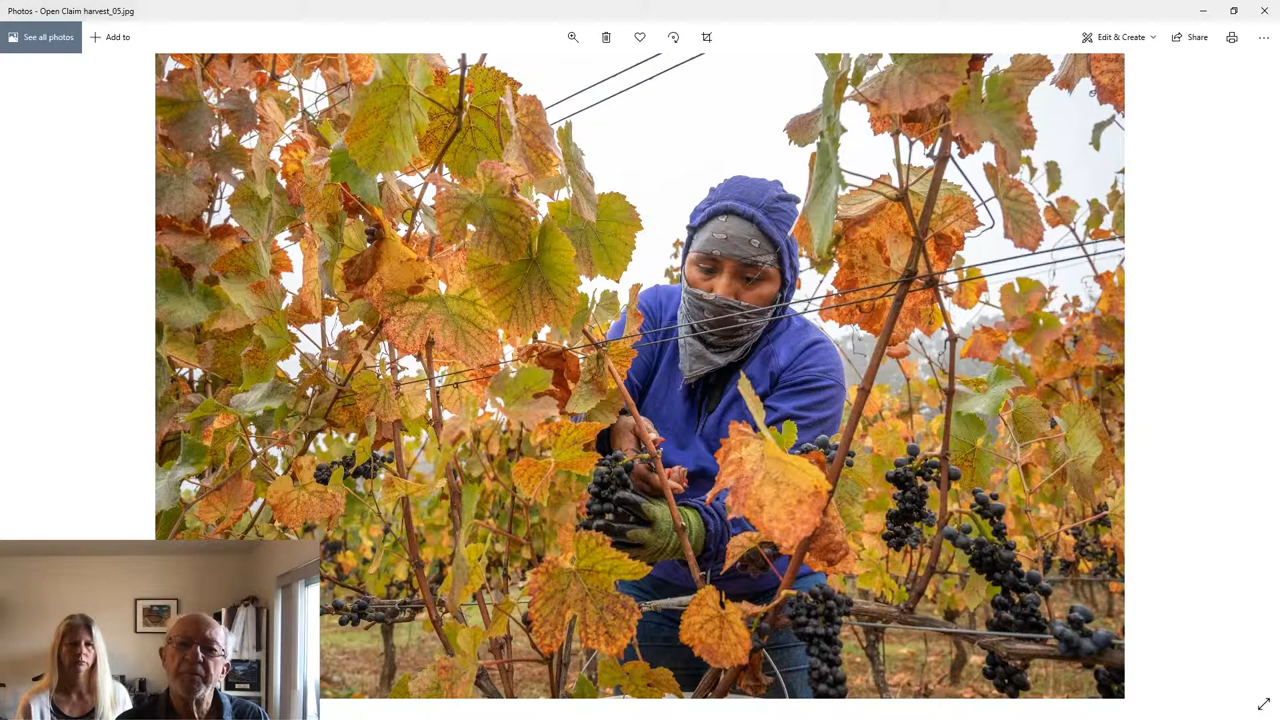 Photos - Open Claim harvest_05.jpg
See all photos
Add to
Edit & Create
Share